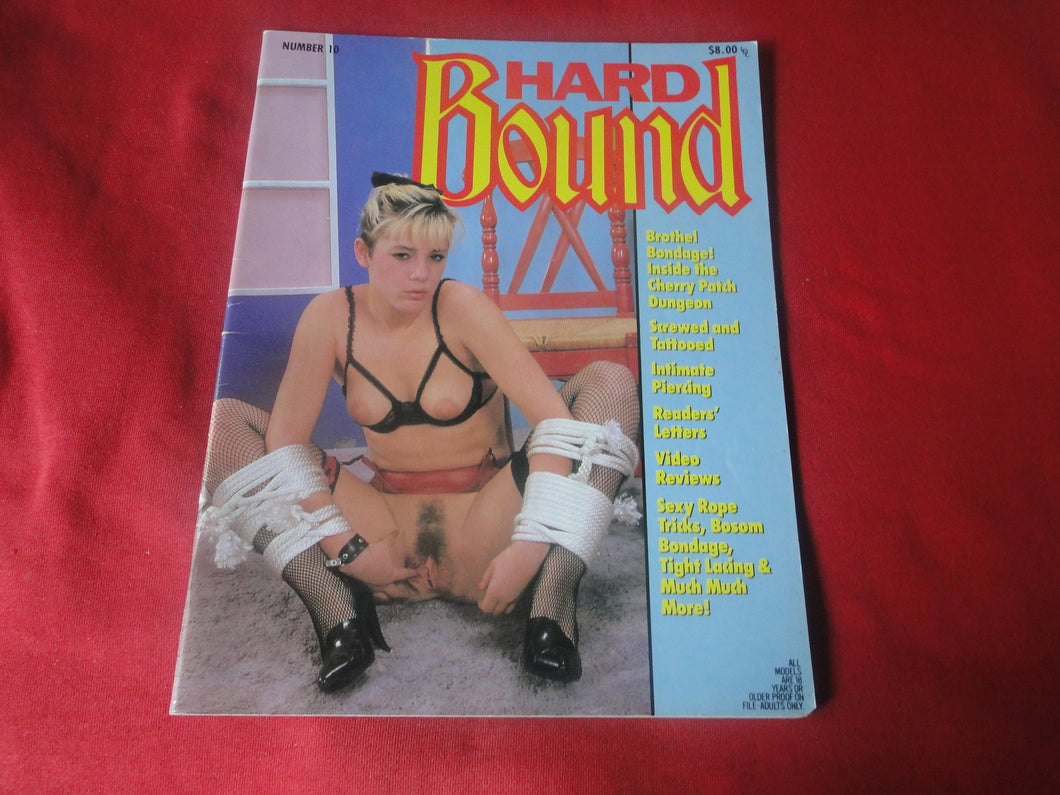 NUMBER 10
$8.00
HARD
Bound
Brothel
Bondage!
Inside the
Cherry Patch
Dungeon
Screwed and
Tattooed
Intimate
Piercing
Readers'
Letters
Video
Reviews
Sexy Rope
Tricks, Bosom
Bondage,
Tight Lacing &
Much Much
More!
ALL
MODELS
ARE 18
YEARS OR
OLDER PROOF ON
FILE-ADULTS ONLY.